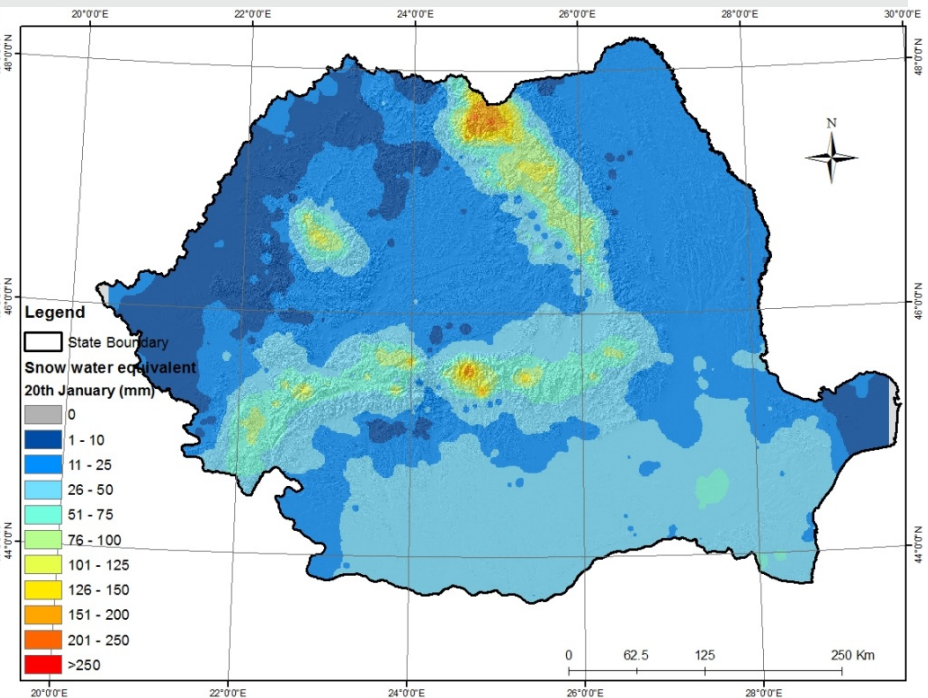 20°0'0"E 22°0'0"E 24°0'0"E 26°0'0"E 28°0'0"E 30°0'0"E
48°0'0"N 48°0'0"N
N
46°0'0"N 46°0'0"N
Legend
State Boundary
Snow water equivalent
20th January (mm)
0
1 - 10
11 - 25
26 - 50
51 - 75
76 - 100
101 - 125
126 - 150
151 - 200
201 - 250
>250
44°0'0"N 44°0'0"N
0 62.5 125 250 Km
20°0'0"E 22°0'0"E 24°0'0"E 26°0'0"E 28°0'0"E